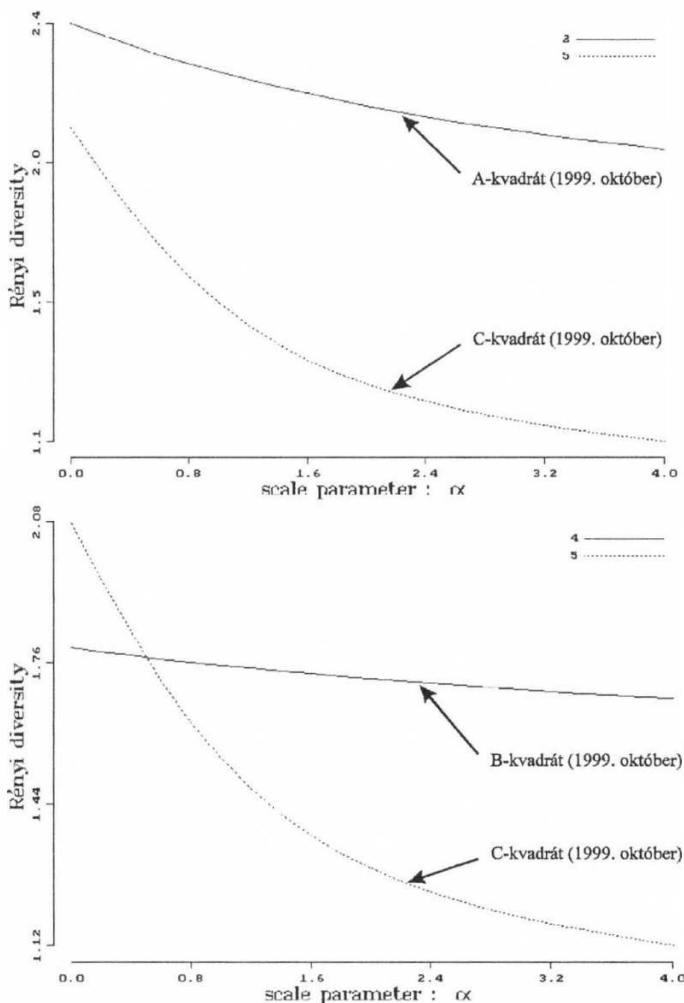 2.4
2.0
1.5
1.1
Rényi diversity
2
5
A-kvadrát (1999. október)
C-kvadrát (1999. október)
0.0 0.8 1.6 2.4 3.2 4.0
scale parameter : α
2.08
1.76
1.44
1.12
Rényi diversity
4
5
B-kvadrát (1999. október)
C-kvadrát (1999. október)
0.0 0.8 1.6 2.4 3.2 4.0
scale parameter : α